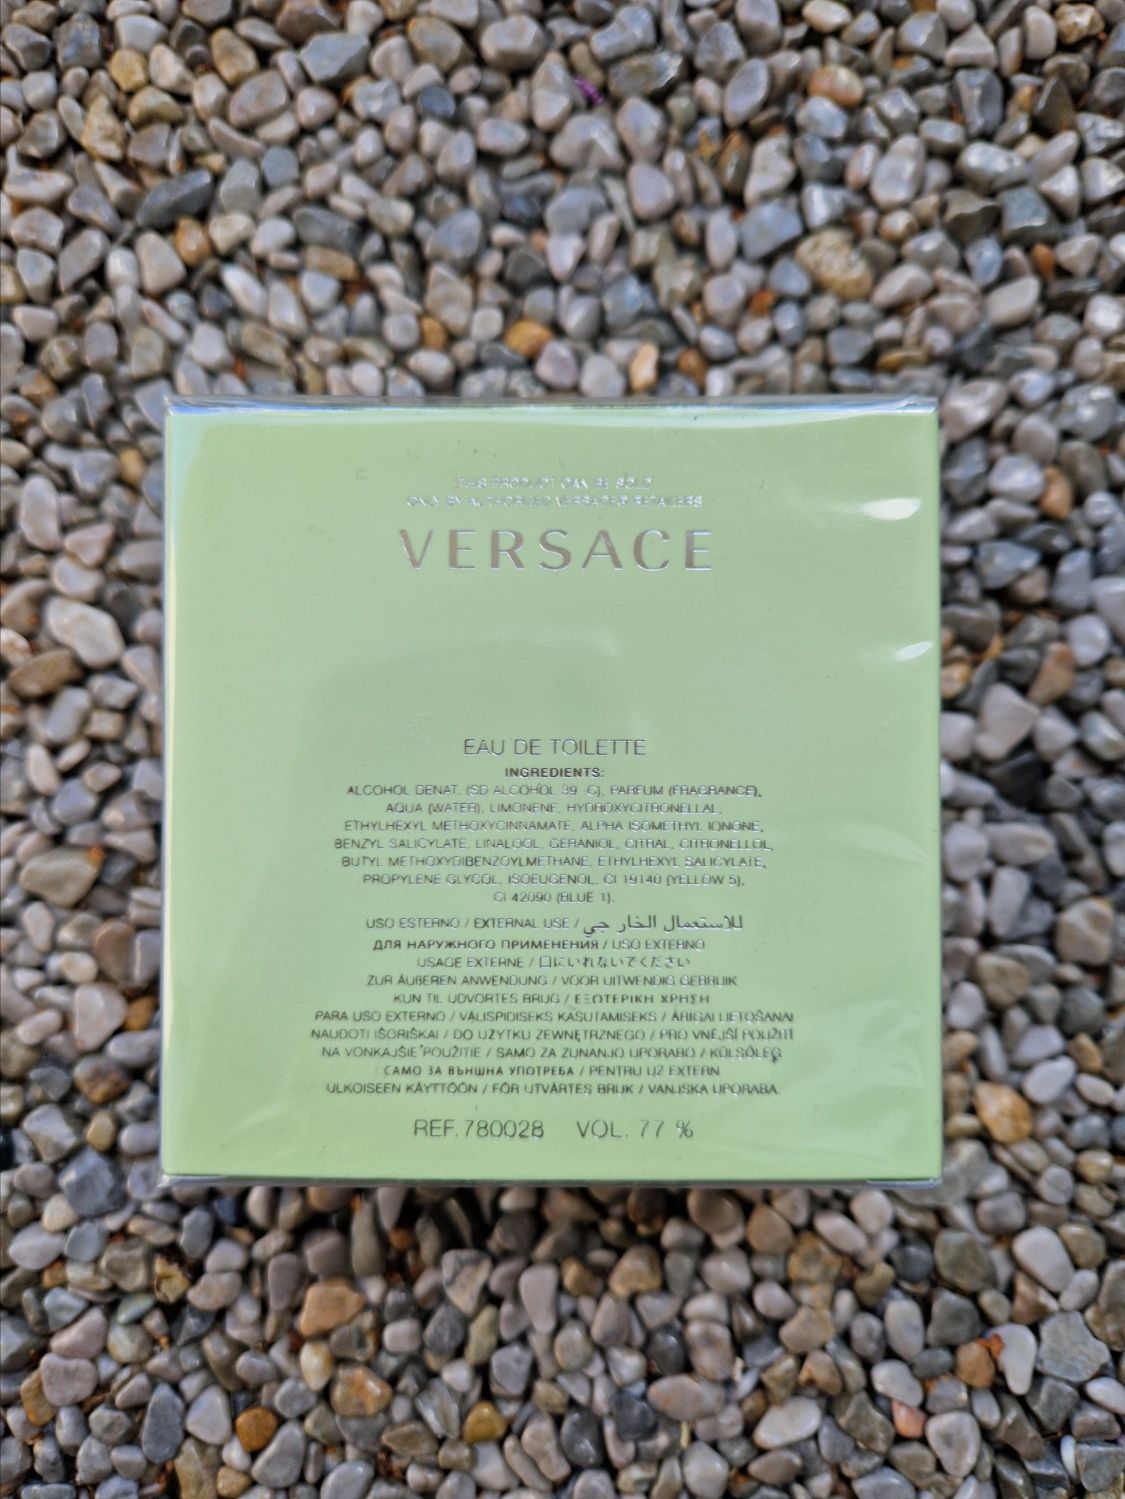 THIS PRODUCT CAN BE SOLD
ONLY BY AUTHORIZED VERSACE'S RETAILERS
VERSACE
EAU DE TOILETTE
INGREDIENTS:
ALCOHOL DENAT. (SD ALCOHOL 39-C), PARFUM (FRAGRANCE),
AQUA (WATER), LIMONENE, HYDROXYCITRONELLAL,
ETHYLHEXYL METHOXYCINNAMATE, ALPHA ISOMETHYL IONONE,
BENZYL SALICYLATE, LINALOOL, GERANIOL, CITRAL, CITRONELLOL,
BUTYL METHOXYDIBENZOYLMETHANE, ETHYLHEXYL SALICYLATE,
PROPYLENE GLYCOL, ISOEUGENOL, CI 19140 (YELLOW 5),
CI 42090 (BLUE 1).
USO ESTERNO / EXTERNAL USE / للاستعمال الخارجي
ДЛЯ НАРУЖНОГО ПРИМЕНЕНИЯ / USO EXTERNO
USAGE EXTERNE / 口にいれないでください
ZUR ÄUßEREN ANWENDUNG / VOOR UITWENDIG GEBRUIK
KUN TIL UDVORTES BRUG / ΕΞΩΤΕΡΙΚΗ ΧΡΗΣΗ
PARA USO EXTERNO / VÄLISPIDISEKS KASUTAMISEKS / ĀRĪGAI LIETOŠANAI
NAUDOTI IŠORIŠKAI / DO UŻYTKU ZEWNĘTRZNEGO / PRO VNĚJŠÍ POUŽITÍ
NA VONKAJŠIE POUŽITIE / SAMO ZA ZUNANJO UPORABO / KÜLSŐLEG
САМО ЗА ВЪНШНА УПОТРЕБА / PENTRU UZ EXTERN
ULKOISEEN KÄYTTÖÖN / FÖR UTVÄRTES BRUK / VANJSKA UPORABA.
REF. 780028 VOL. 77 %